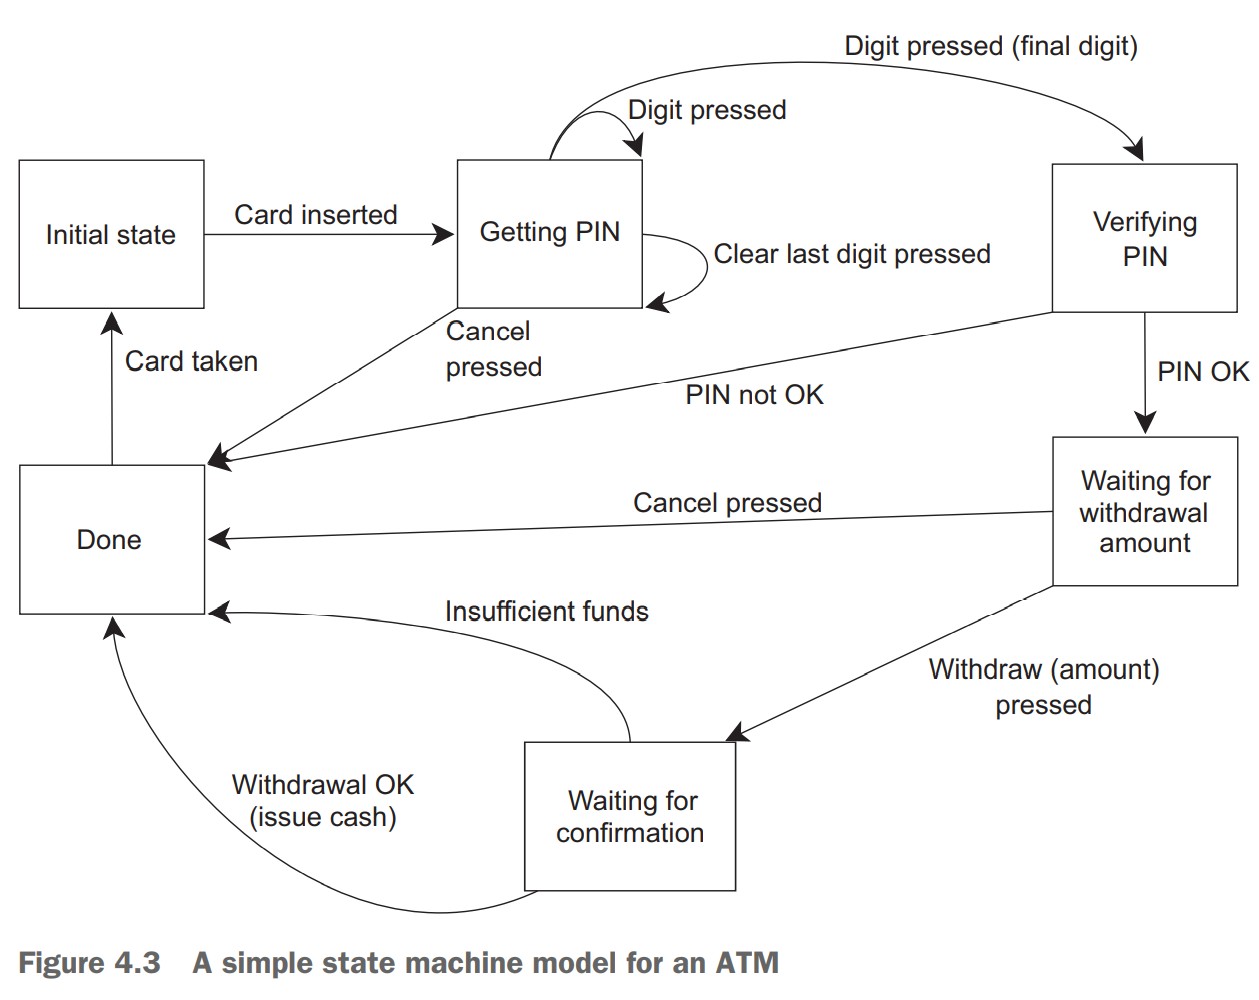 Digit pressed (final digit)
Digit pressed
Initial state
Card inserted
Getting PIN
Clear last digit pressed
Verifying
PIN
Card taken
Cancel
pressed
PIN not OK
PIN OK
Done
Cancel pressed
Waiting for
withdrawal
amount
Insufficient funds
Withdraw (amount)
pressed
Withdrawal OK
(issue cash)
Waiting for
confirmation
Figure 4.3 A simple state machine model for an ATM